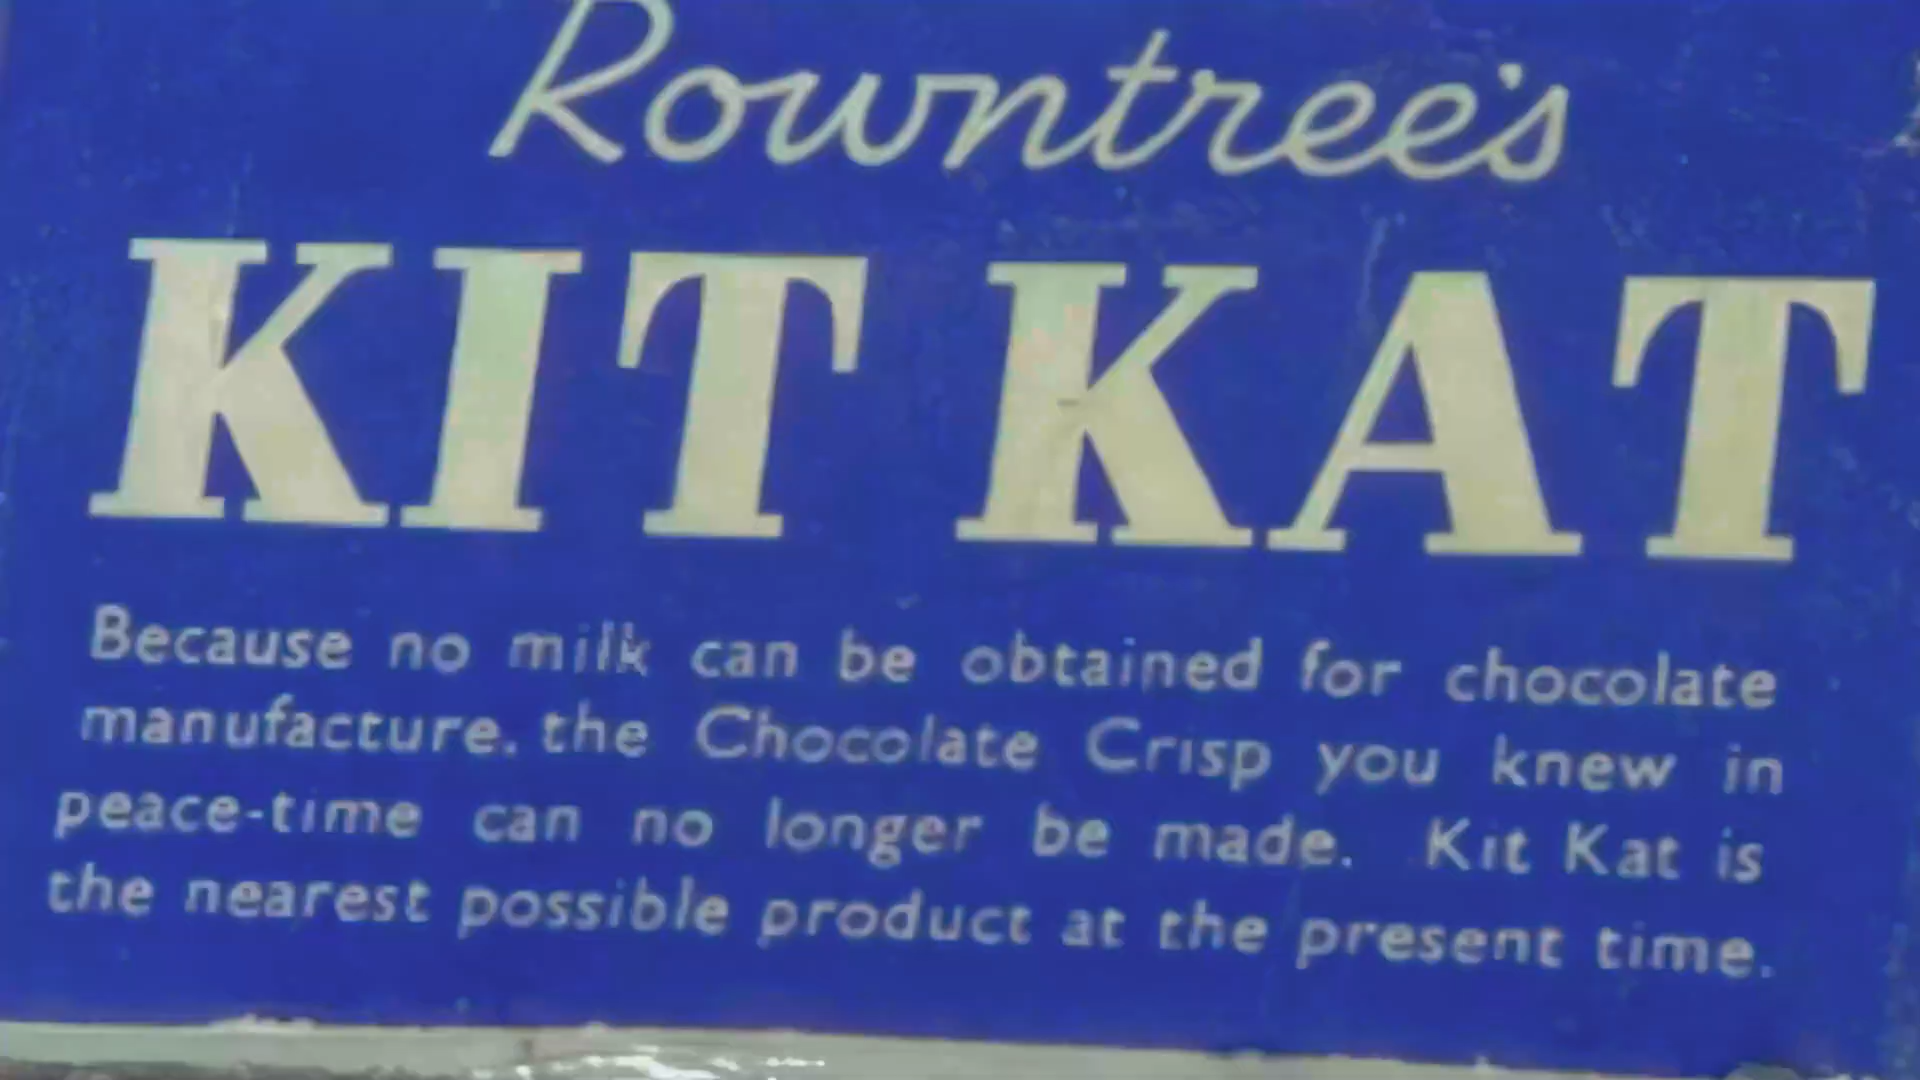 Rowntree's
KIT KAT
Because no milk can be obtained for chocolate
manufacture. the Chocolate Crisp you knew in
peace-time can no longer be made. Kit Kat is
the nearest possible product at the present time.